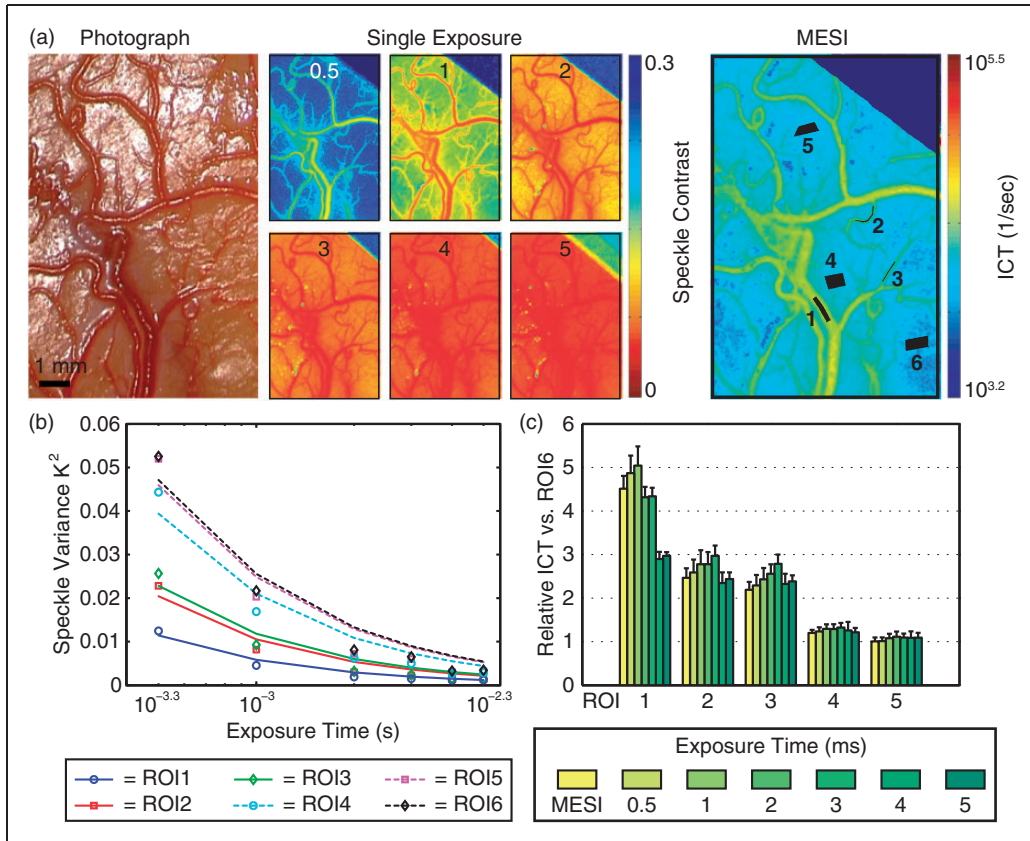 (a) Photograph Single Exposure MESI
0.5 1 2
3 4 5
1 mm
0.3
Speckle Contrast
0
1
2
3
4
5
6
10^5.5
ICT (1/sec)
10^3.2
(b)
Speckle Variance K²
0.06
0.05
0.04
0.03
0.02
0.01
0
10^−3.3 10^−3 10^−2.3
Exposure Time (s)
= ROI1 = ROI3 = ROI5
= ROI2 = ROI4 = ROI6
(c)
Relative ICT vs. ROI6
6
5
4
3
2
1
0
ROI 1 2 3 4 5
Exposure Time (ms)
MESI 0.5 1 2 3 4 5